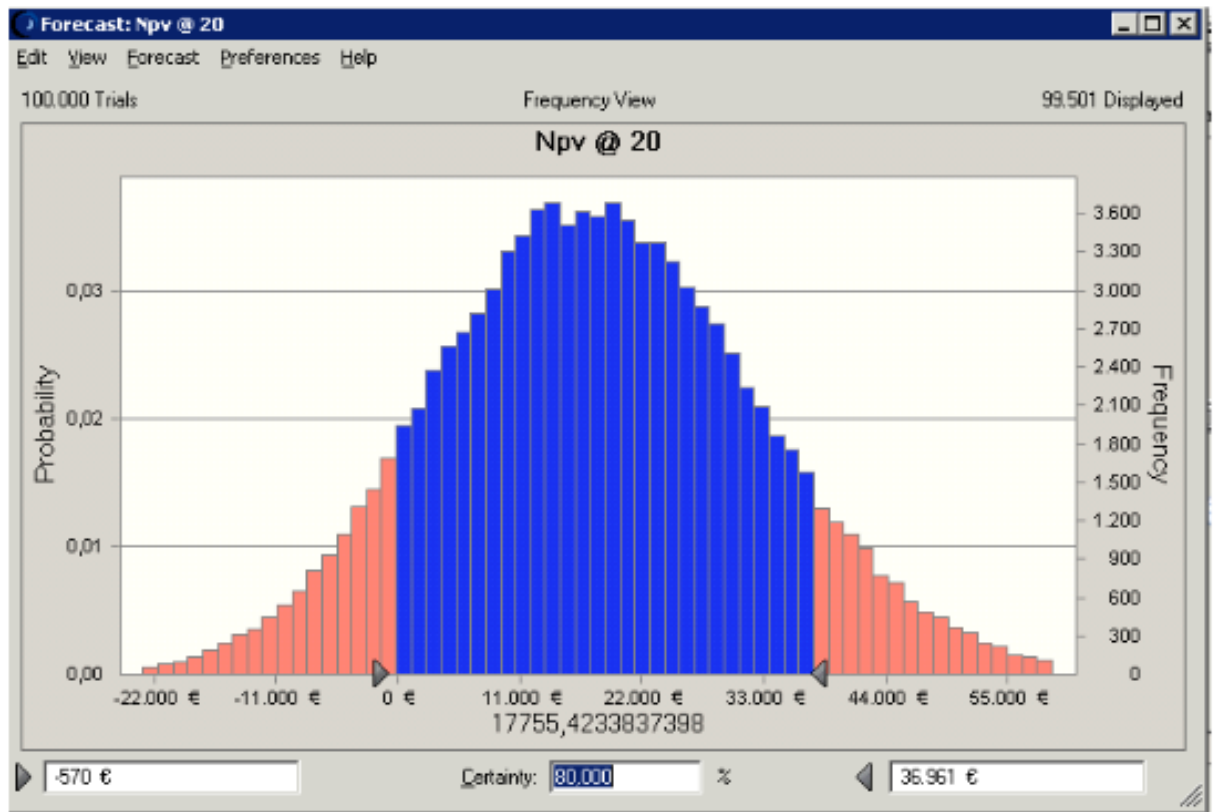 Forecast: Npv @ 20
Edit View Forecast Preferences Help
100.000 Trials Frequency View 99.501 Displayed
Npv @ 20
Probability
0,03
0,02
0,01
0,00
3.600
3.300
3.000
2.700
2.400
2.100
1.800
1.500
1.200
900
600
300
0
Frequency
-22.000 € -11.000 € 0 € 11.000 € 22.000 € 33.000 € 44.000 € 55.000 €
17755,4233837398
-570 € Certainty: 80,000 % 36.961 €